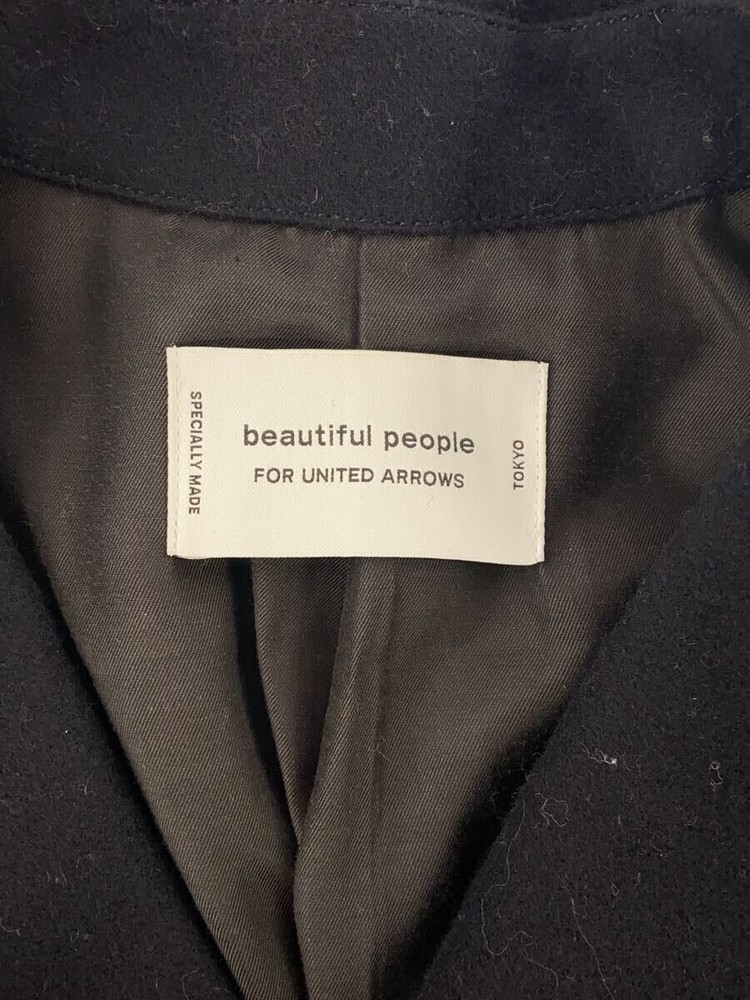 SPECIALLY MADE
beautiful people
FOR UNITED ARROWS
TOKYO